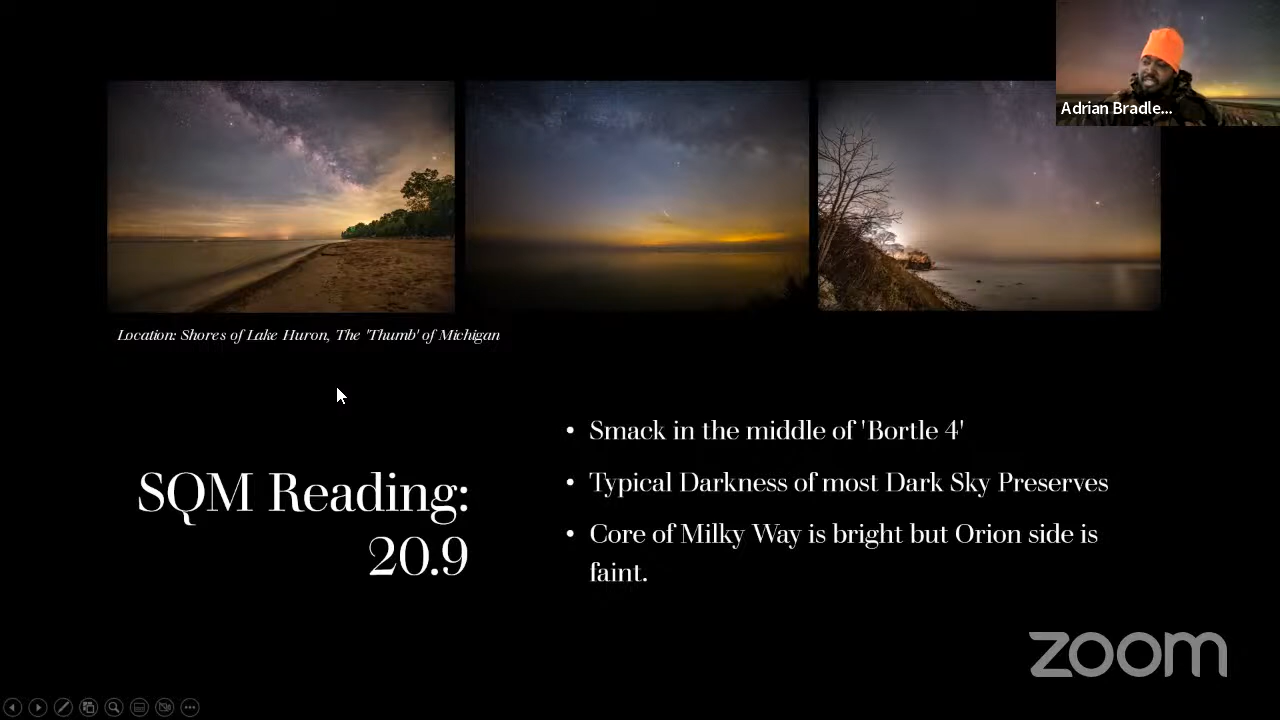 Adrian Bradle...
Location: Shores of Lake Huron, The 'Thumb' of Michigan
SQM Reading:
20.9
• Smack in the middle of 'Bortle 4'
• Typical Darkness of most Dark Sky Preserves
• Core of Milky Way is bright but Orion side is
faint.
zoom